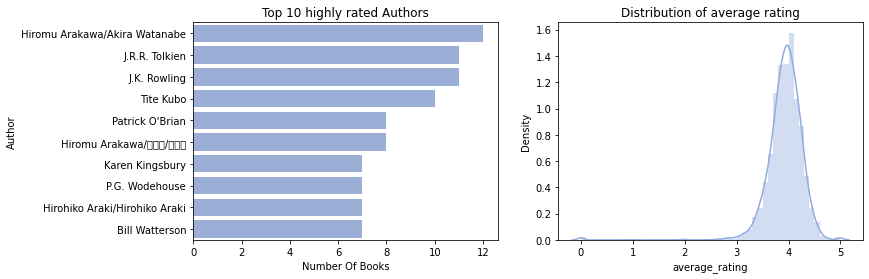 Top 10 highly rated Authors
Author
Hiromu Arakawa/Akira Watanabe
J.R.R. Tolkien
J.K. Rowling
Tite Kubo
Patrick O'Brian
Hiromu Arakawa/□□□/□□□
Karen Kingsbury
P.G. Wodehouse
Hirohiko Araki/Hirohiko Araki
Bill Watterson
0 2 4 6 8 10 12
Number Of Books
Distribution of average rating
Density
1.6
1.4
1.2
1.0
0.8
0.6
0.4
0.2
0.0
0 1 2 3 4 5
average_rating